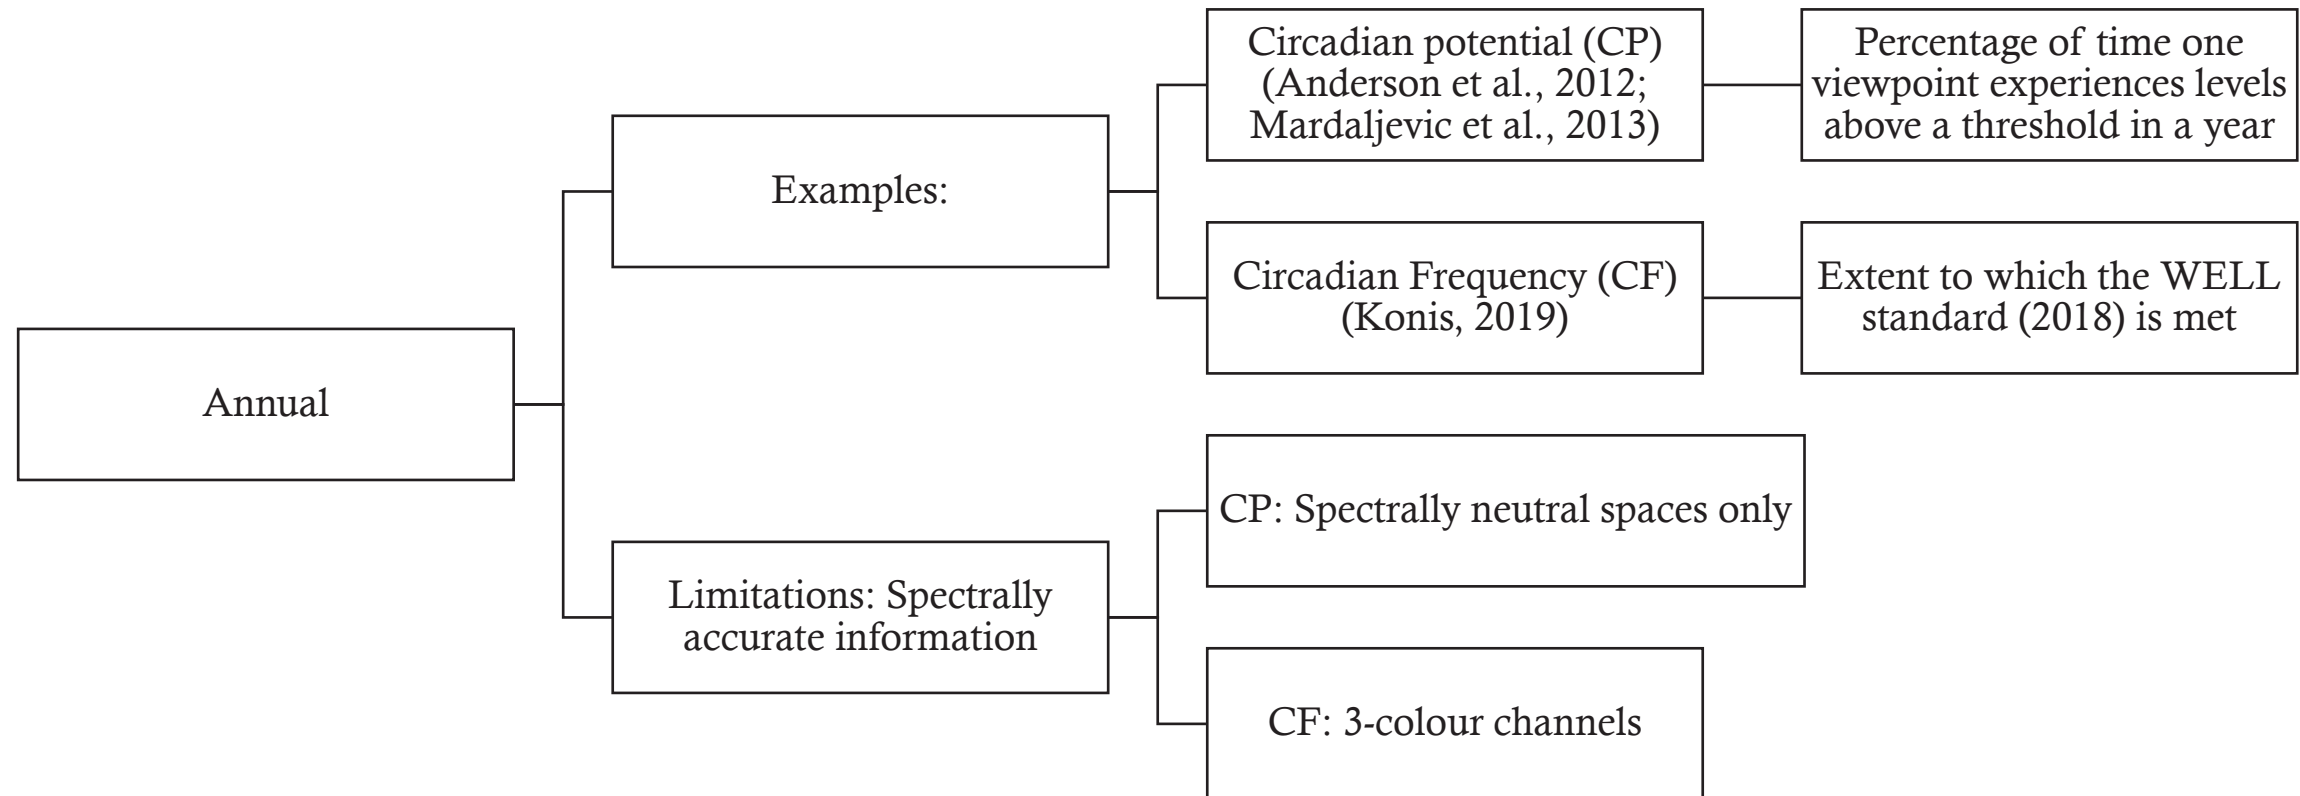 Annual
Examples:
Circadian potential (CP)
(Anderson et al., 2012;
Mardaljevic et al., 2013)
Percentage of time one
viewpoint experiences levels
above a threshold in a year
Circadian Frequency (CF)
(Konis, 2019)
Extent to which the WELL
standard (2018) is met
Limitations: Spectrally
accurate information
CP: Spectrally neutral spaces only
CF: 3-colour channels